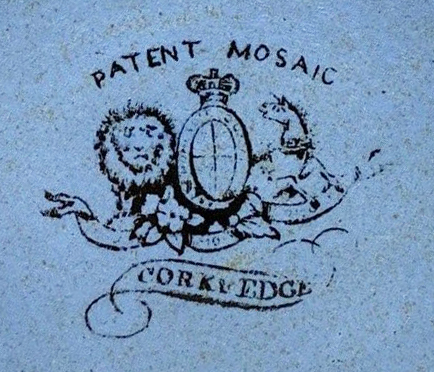 PATENT MOSAIC
CORK & EDGE